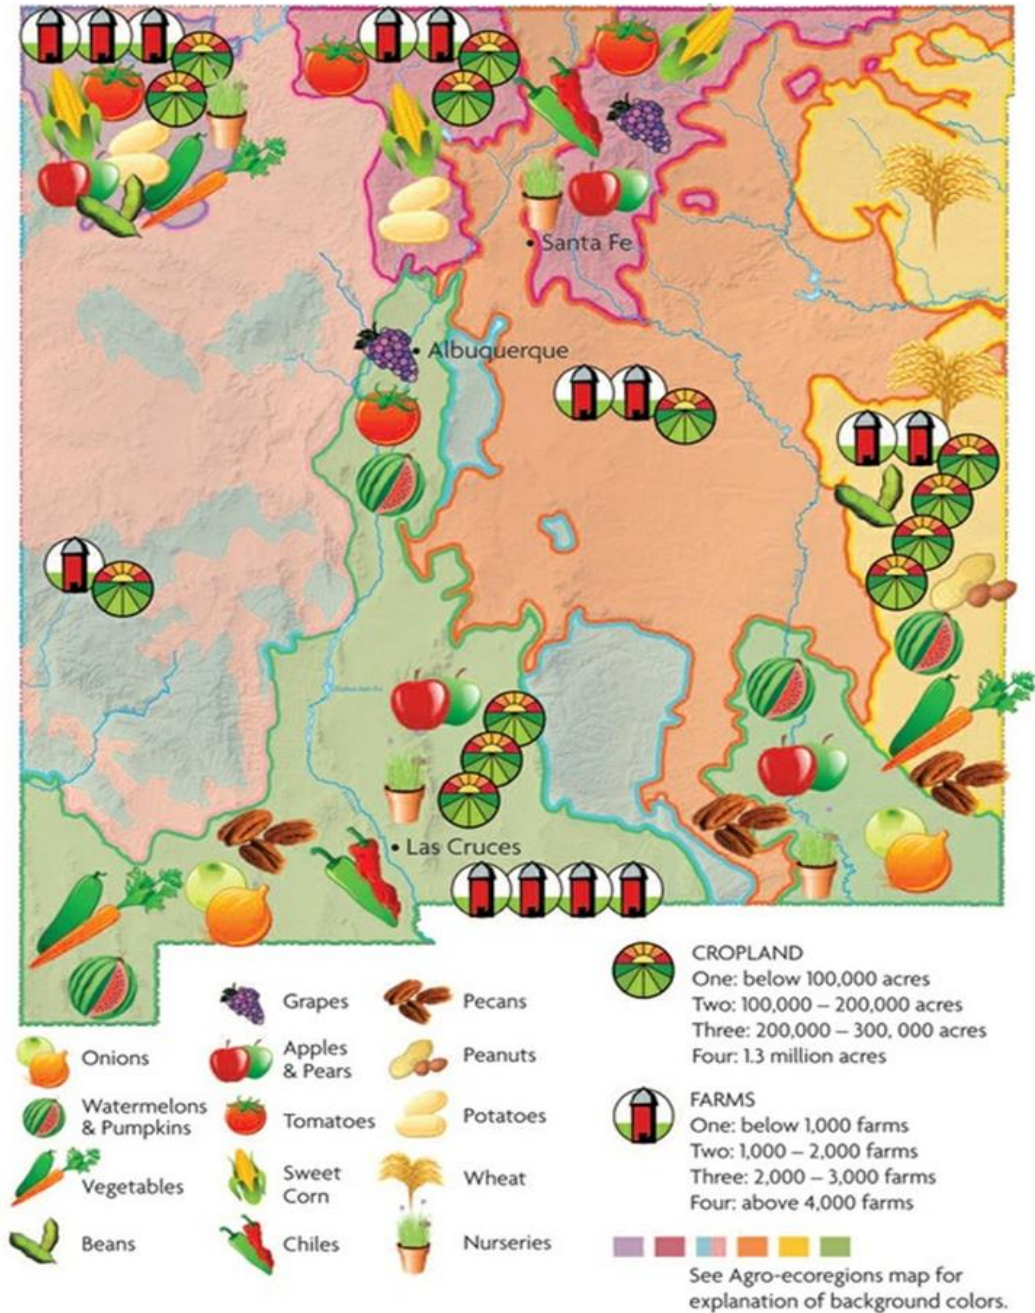 Santa Fe
Albuquerque
Las Cruces
Grapes
Pecans
Onions
Apples
& Pears
Peanuts
Watermelons
& Pumpkins
Tomatoes
Potatoes
Vegetables
Sweet
Corn
Wheat
Beans
Chiles
Nurseries
CROPLAND
One: below 100,000 acres
Two: 100,000 – 200,000 acres
Three: 200,000 – 300, 000 acres
Four: 1.3 million acres
FARMS
One: below 1,000 farms
Two: 1,000 – 2,000 farms
Three: 2,000 – 3,000 farms
Four: above 4,000 farms
See Agro-ecoregions map for
explanation of background colors.